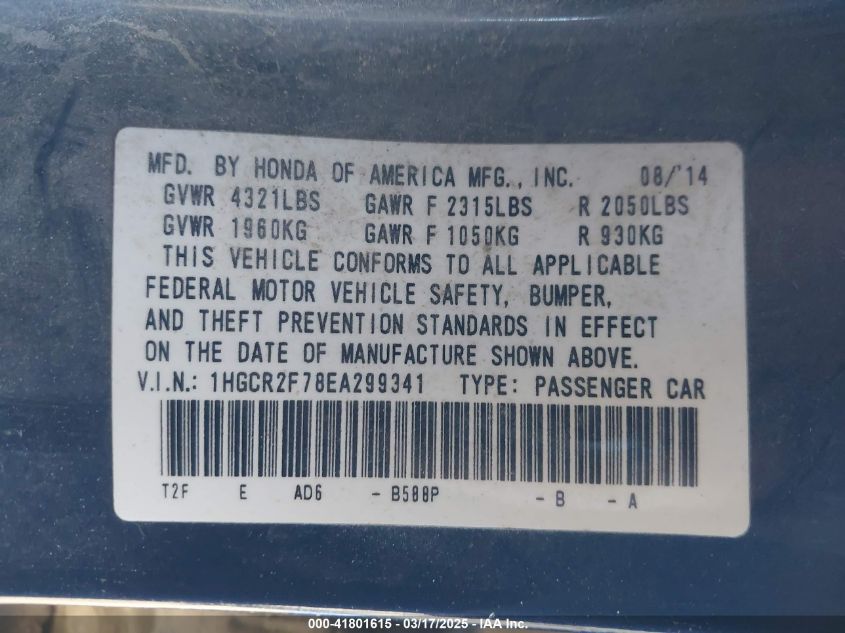 MFD. BY HONDA OF AMERICA MFG., INC. 08/'14
GVWR 4321LBS GAWR F 2315LBS R 2050LBS
GVWR 1960KG GAWR F 1050KG R 930KG
THIS VEHICLE CONFORMS TO ALL APPLICABLE
FEDERAL MOTOR VEHICLE SAFETY, BUMPER,
AND THEFT PREVENTION STANDARDS IN EFFECT
ON THE DATE OF MANUFACTURE SHOWN ABOVE.
V.I.N.: 1HGCR2F78EA299341 TYPE: PASSENGER CAR
T2F E AD6 - B588P - B - A
000-41801615 - 03/17/2025 - IAA Inc.